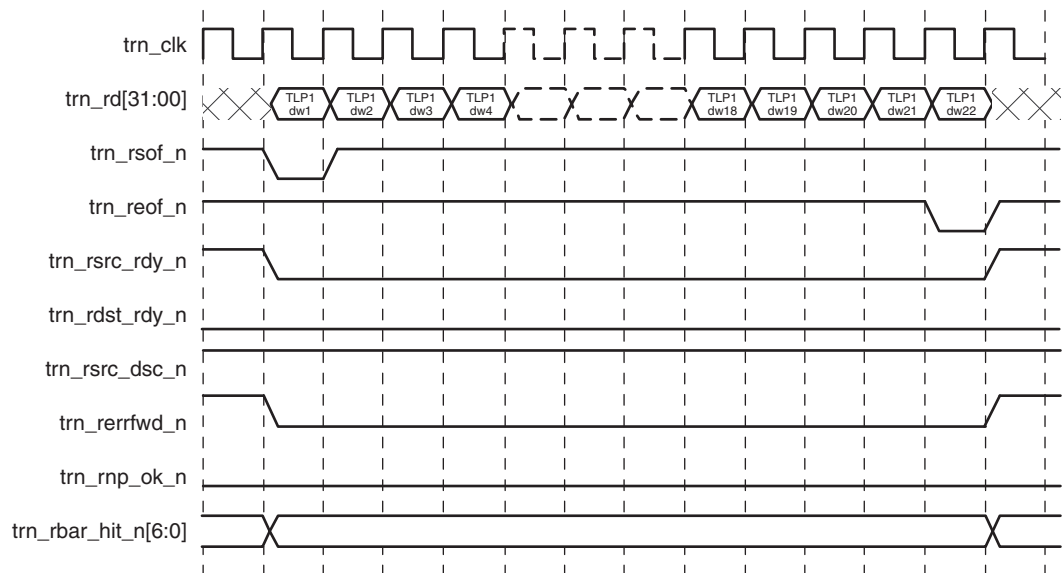 trn_clk
trn_rd[31:00]
TLP1 TLP1 TLP1 TLP1 TLP1 TLP1 TLP1 TLP1 TLP1
dw1 dw2 dw3 dw4 dw18 dw19 dw20 dw21 dw22
trn_rsof_n
trn_reof_n
trn_rsrc_rdy_n
trn_rdst_rdy_n
trn_rsrc_dsc_n
trn_rerrfwd_n
trn_rnp_ok_n
trn_rbar_hit_n[6:0]